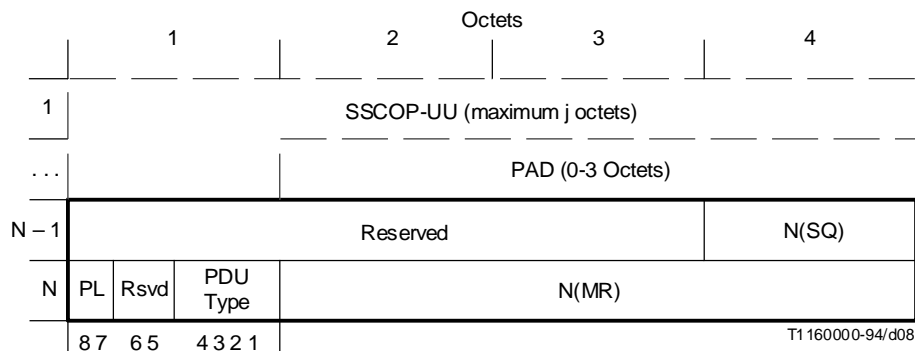 Octets
1 2 3 4
1 SSCOP-UU (maximum j octets)
... PAD (0-3 Octets)
N – 1 Reserved N(SQ)
N PL Rsvd PDU Type N(MR)
8 7 6 5 4 3 2 1
T1160000-94/d08